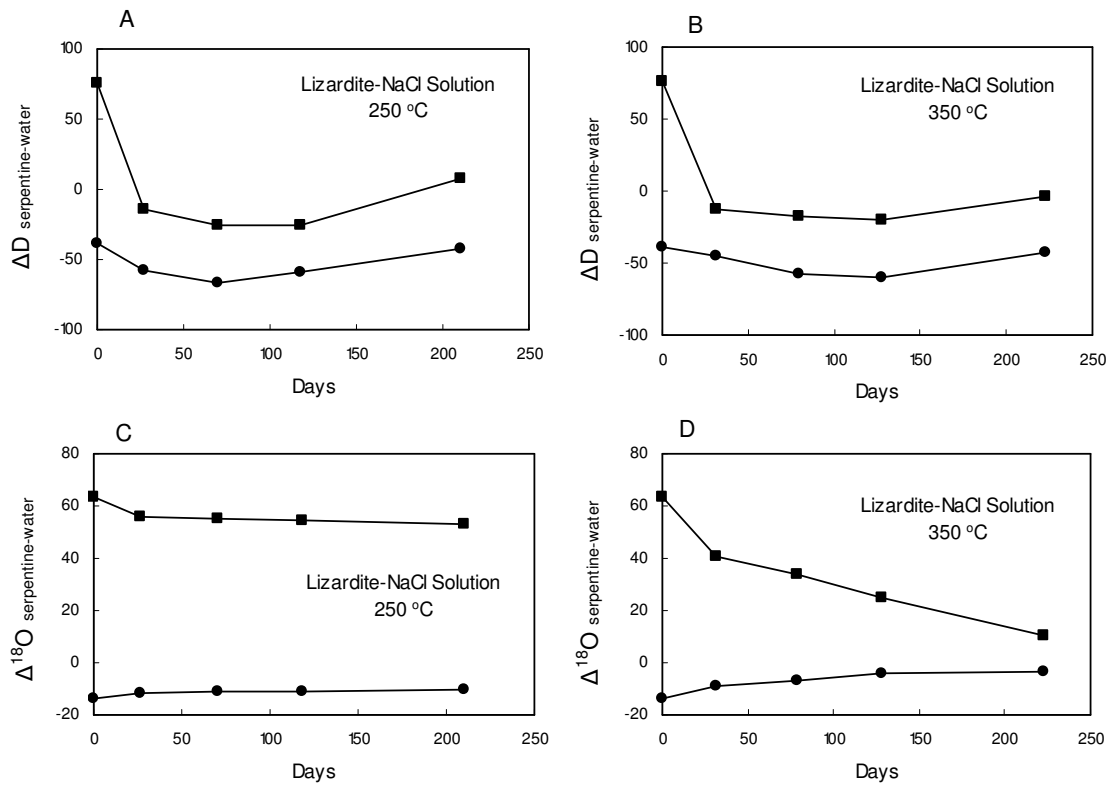 A
100
50
0
-50
-100
ΔD serpentine-water
Lizardite-NaCl Solution
250 ºC
0 50 100 150 200 250
Days
B
100
50
0
-50
-100
ΔD serpentine-water
Lizardite-NaCl Solution
350 ºC
0 50 100 150 200 250
Days
C
80
60
40
20
0
-20
Δ¹⁸O serpentine-water
Lizardite-NaCl Solution
250 ºC
0 50 100 150 200 250
Days
D
80
60
40
20
0
-20
Δ¹⁸O serpentine-water
Lizardite-NaCl Solution
350 ºC
0 50 100 150 200 250
Days